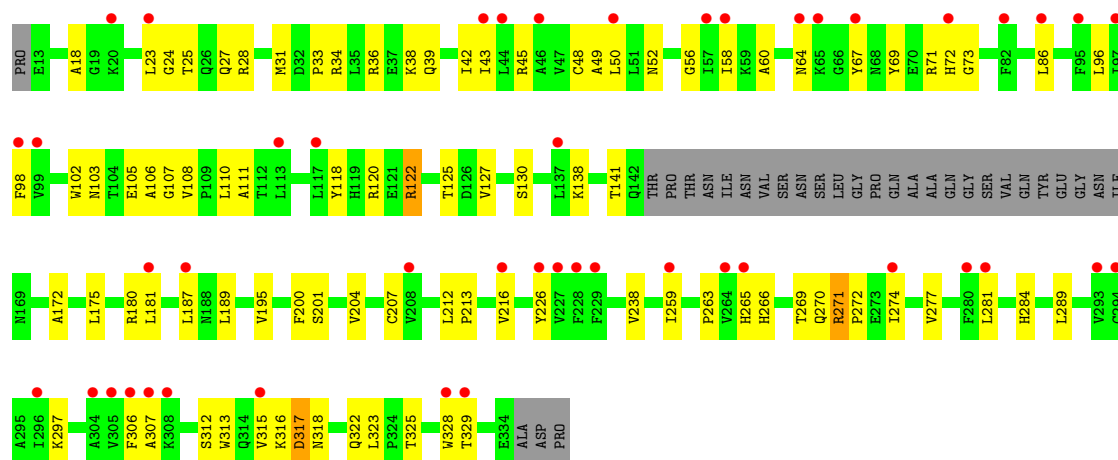 PRO E13 A18 G19 K20 L23 G24 T25 Q26 Q27 R28 M31 D32 P33 R34 L35 R36 E37 K38 Q39 I42 I43 L44 R45 A46 V47 C48 A49 L50 L51 N52 G56 I57 I58 K59 A60 N64 K65 G66 Y67 N68 Y69 E70 R71 H72 G73 F82 L86 F95 L96 I97
F98 V99 W102 N103 T104 E105 A106 G107 V108 P109 L110 A111 T112 L113 L117 Y118 H119 R120 E121 R122 T125 D126 V127 S130 L137 K138 T141 Q142 THR PRO THR ASN ILE ASN VAL SER ASN SER LEU GLY PRO GLN ALA ALA GLN GLY SER VAL GLN TYR GLU GLY ASN ILE
N169 A172 L175 R180 L181 L187 N188 L189 V195 F200 S201 V204 C207 V208 L212 P213 V216 Y226 V227 F228 F229 V238 I259 P263 V264 H265 H266 T269 Q270 R271 P272 E273 I274 V277 F280 L281 H284 L289 V293
A295 I296 K297 A304 V305 F306 A307 K308 S312 W313 Q314 V315 K316 D317 N318 Q322 L323 P324 T325 W328 T329 E334 ALA ASP PRO